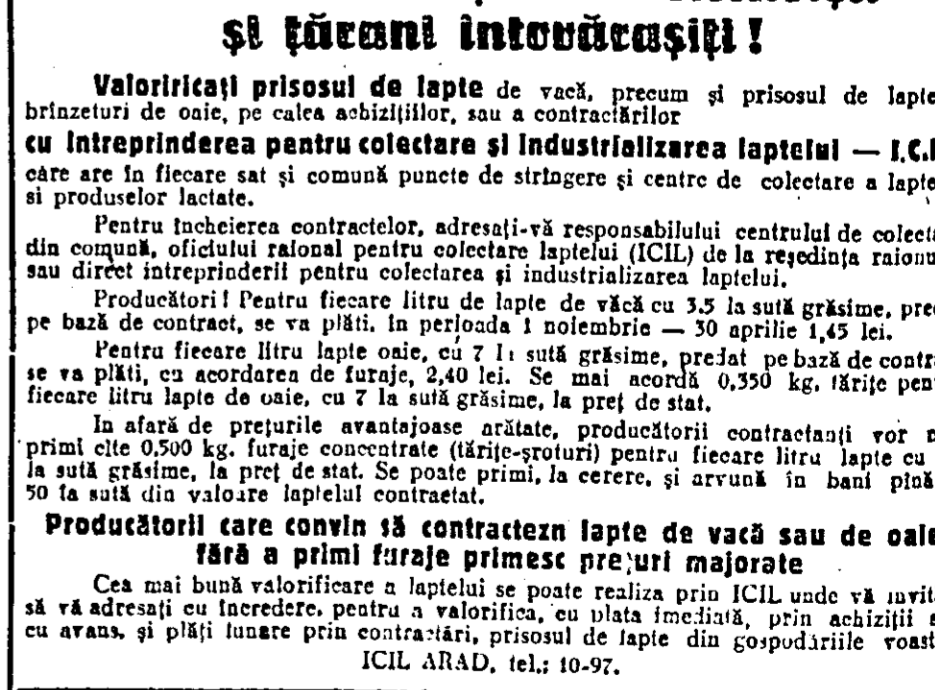 și țărani întovărășiți !
Valorificați prisosul de lapte de vacă, precum și prisosul de lapte
brînzeturi de oaie, pe calea achizițiilor, sau a contractărilor
cu Intreprinderea pentru colectare și industrializarea laptelui — I.C.I
care are în fiecare sat și comună puncte de strîngere și centre de colectare a lapte
si produselor lactate.
Pentru încheierea contractelor, adresați-vă responsabilului centrului de colecta
din comună, oficiului raional pentru colectare laptelui (ICIL) de la reședința raionu
sau direct intreprinderii pentru colectarea și industrializarea laptelui.
Producători! Pentru fiecare litru de lapte de văcă cu 3,5 la sută grăsime, pred
pe bază de contract, se va plăti, in perioada 1 noiembrie — 30 aprilie 1,45 lei.
Pentru fiecare litru lapte oaie, cu 7 la sută grăsime, predat pe bază de contra
se va plăti, cu acordarea de furaje, 2,40 lei. Se mai acordă 0,350 kg. tărîțe pent
fiecare litru lapte de oaie, cu 7 la sută grăsime, la preț de stat.
In afară de prețurile avantajoase arătate, producătorii contractanți vor
primi cîte 0,500 kg. furaje concentrate (tărîțe-șroturi) pentru fiecare litru lapte cu
la sută grăsime, la preț de stat. Se poate primi, la cerere, și arvună în bani pînă
50 la sută din valoare laptelui contractat.
Producătorii care convin să contractezn lapte de vacă sau de oaie
fără a primi furaje primesc prețuri majorate
Cea mai bună valorificare a laptelui se poate realiza prin ICIL unde vă invită
să vă adresați cu încredere, pentru a valorifica, cu plata imediată, prin achiziții
cu avans, și plăți lunare prin contractări, prisosul de lapte din gospodăriile voast
ICIL ARAD, tel.: 10-97.